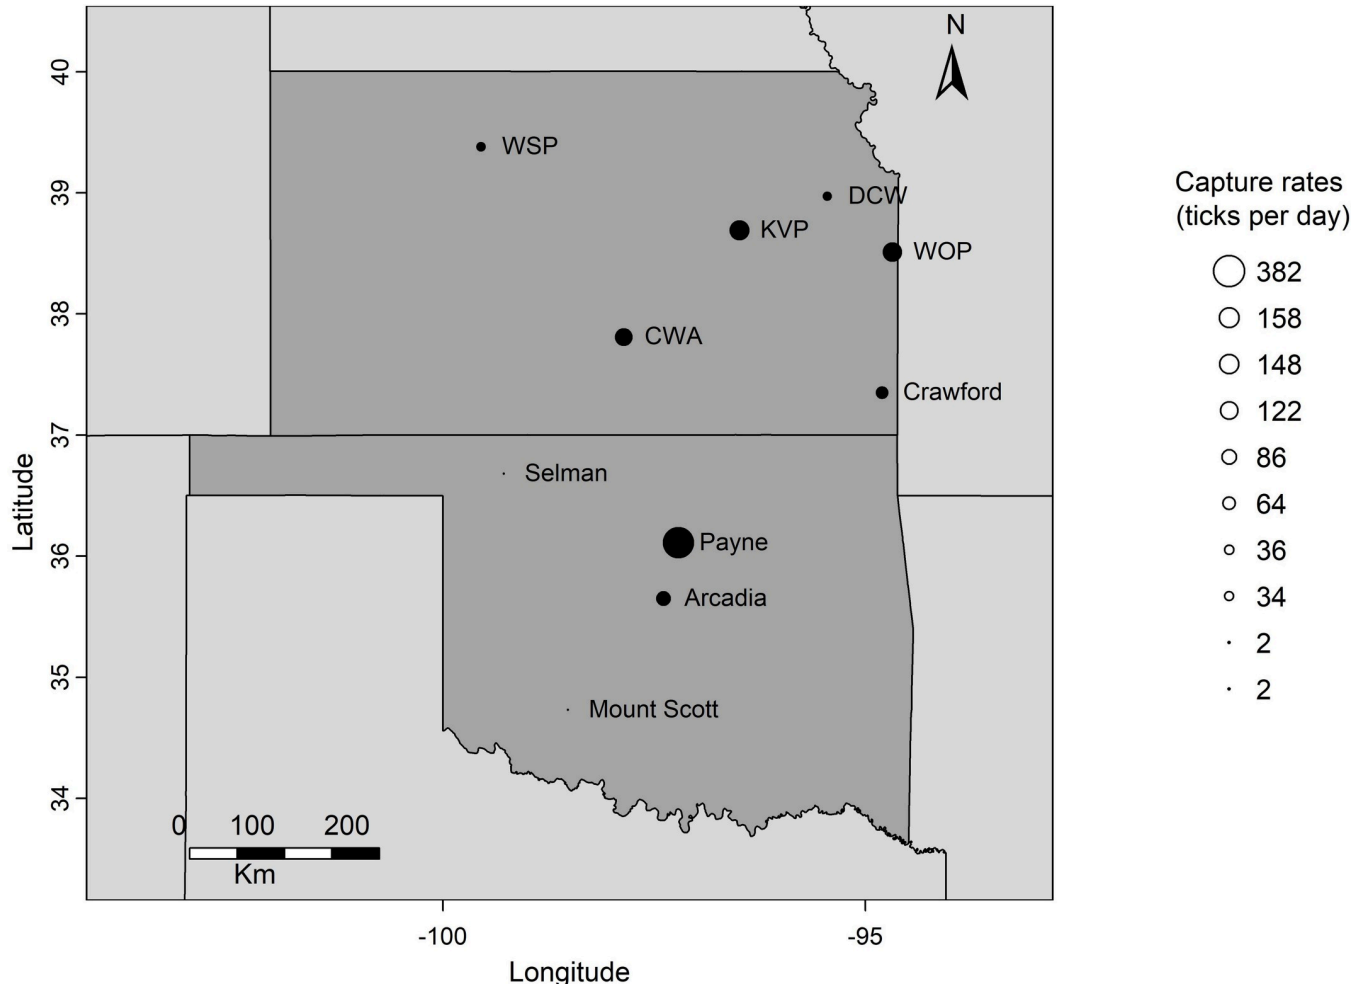 N
40
39
38
37
36
35
34
Latitude
WSP
DCW
KVP
WOP
CWA
Crawford
Selman
Payne
Arcadia
Mount Scott
0 100 200
Km
-100 -95
Longitude
Capture rates
(ticks per day)
382
158
148
122
86
64
36
34
2
2